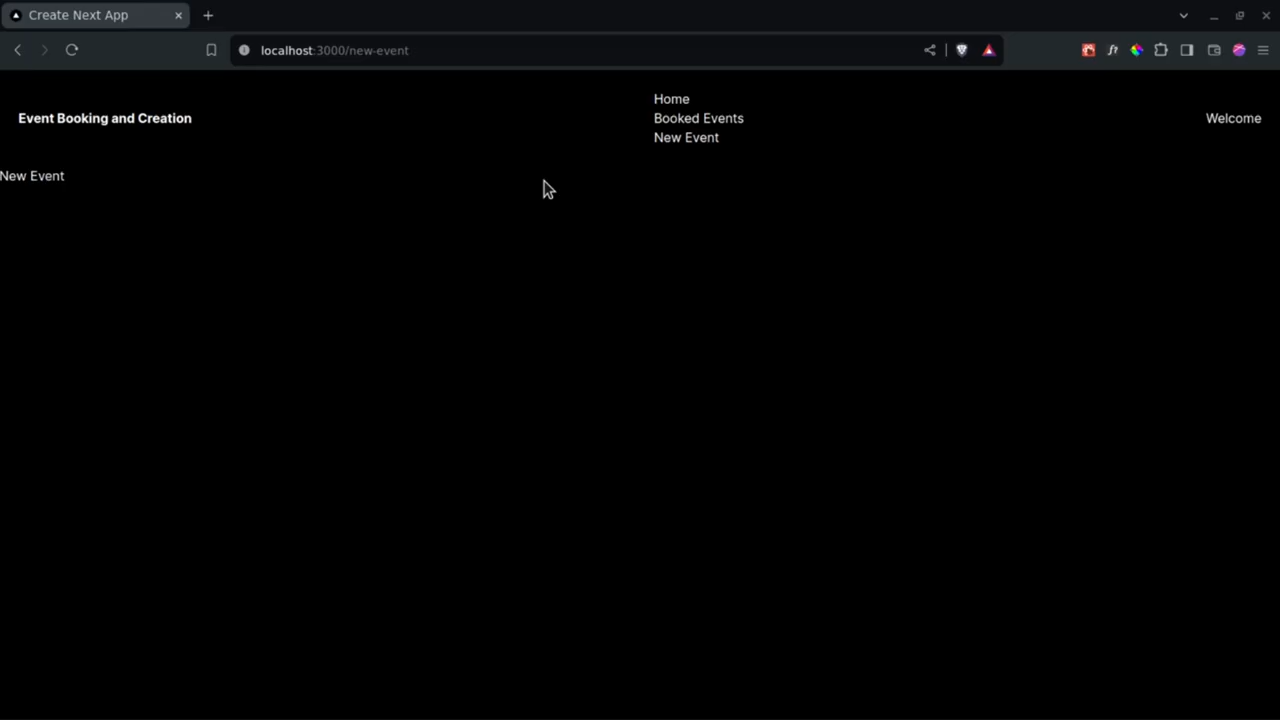 Create Next App
localhost:3000/new-event
Event Booking and Creation
Home
Booked Events
New Event
Welcome
New Event